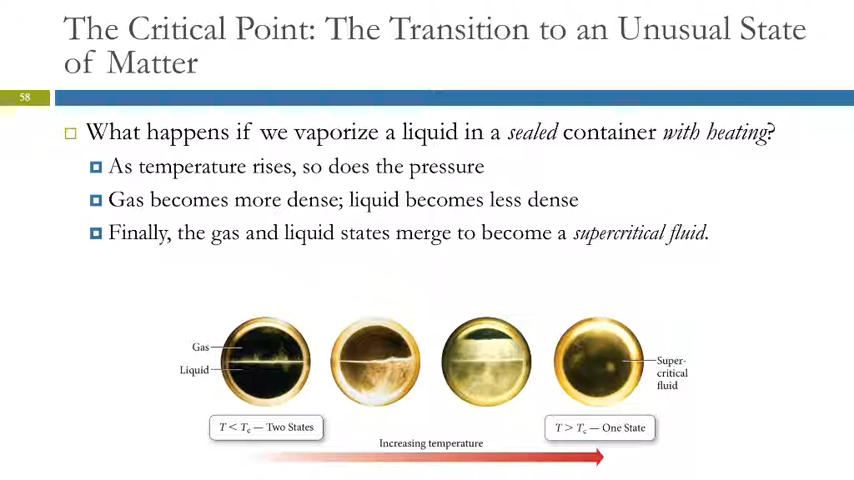 The Critical Point: The Transition to an Unusual State
of Matter
58
What happens if we vaporize a liquid in a sealed container with heating?
As temperature rises, so does the pressure
Gas becomes more dense; liquid becomes less dense
Finally, the gas and liquid states merge to become a supercritical fluid.
Gas
Liquid
Super-
critical
fluid
T < Tc — Two States
T > Tc — One State
Increasing temperature